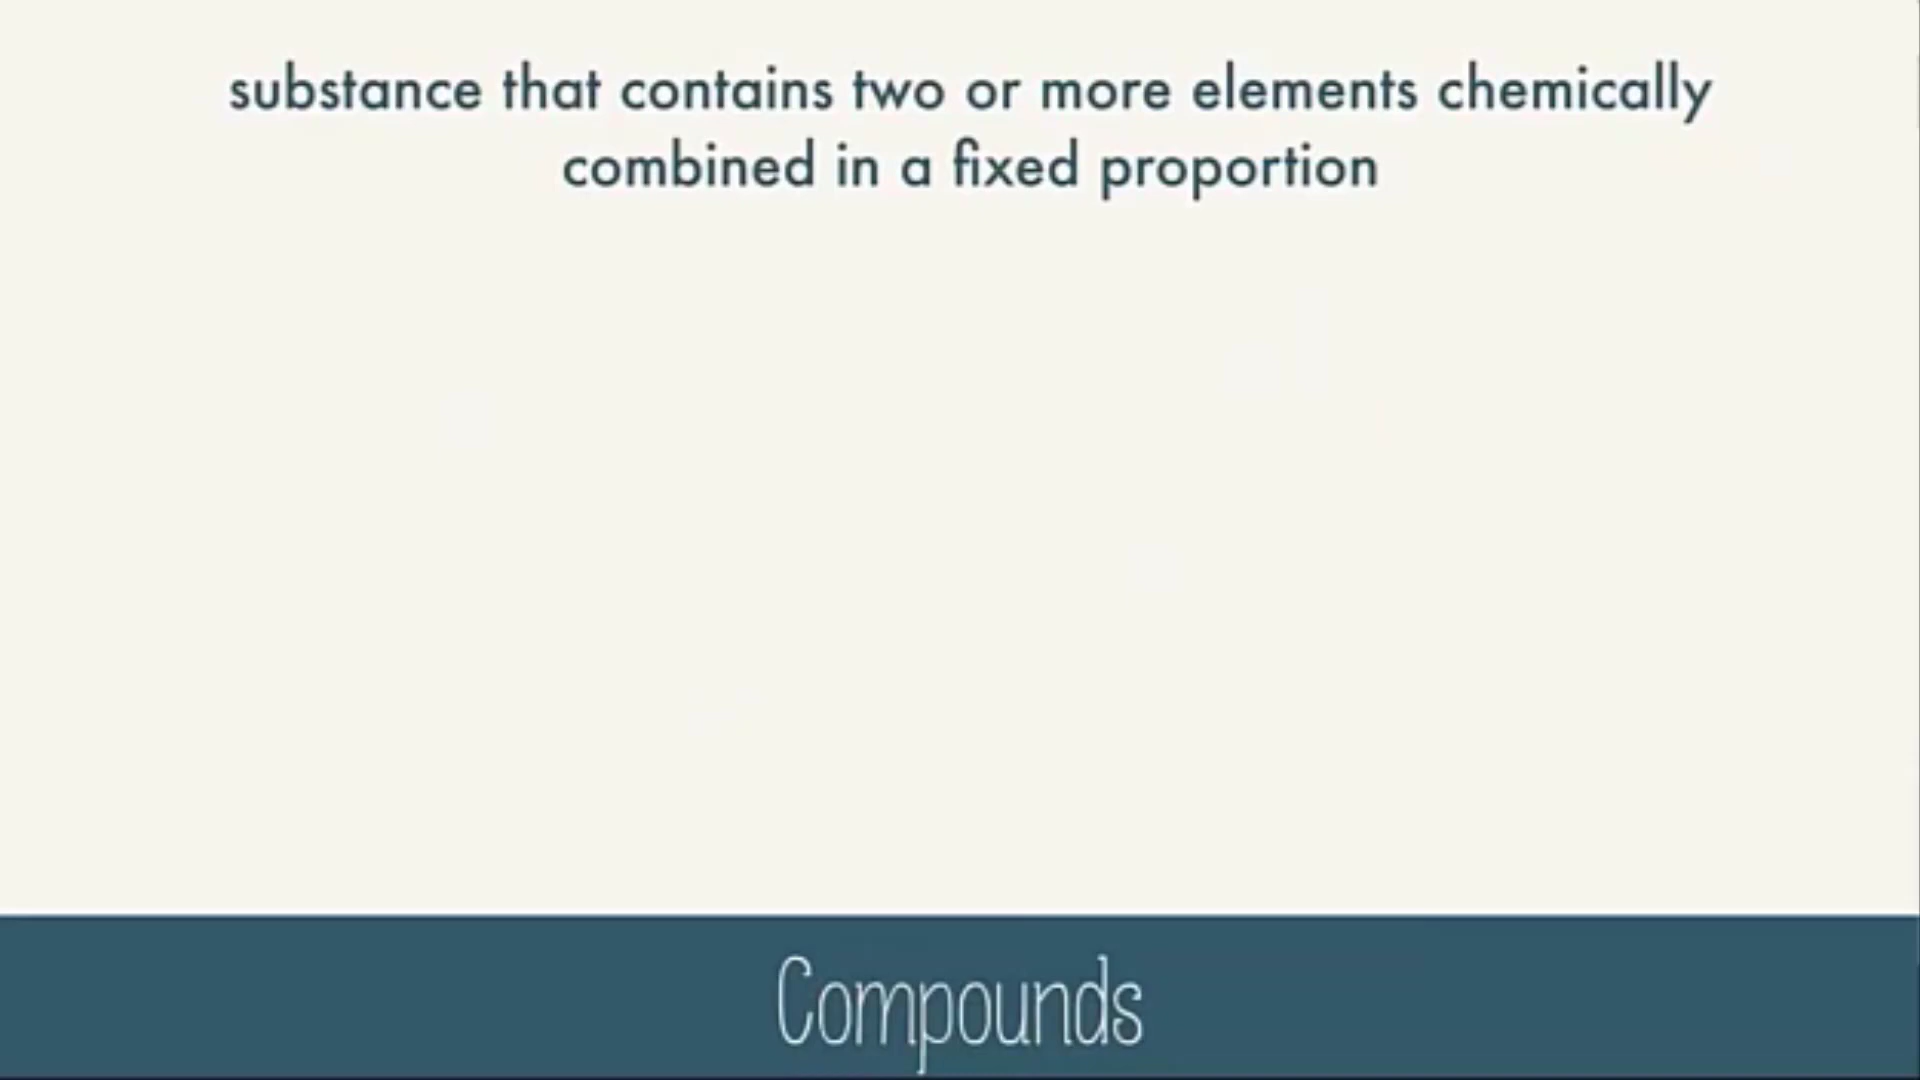 substance that contains two or more elements chemically
combined in a fixed proportion
Compounds